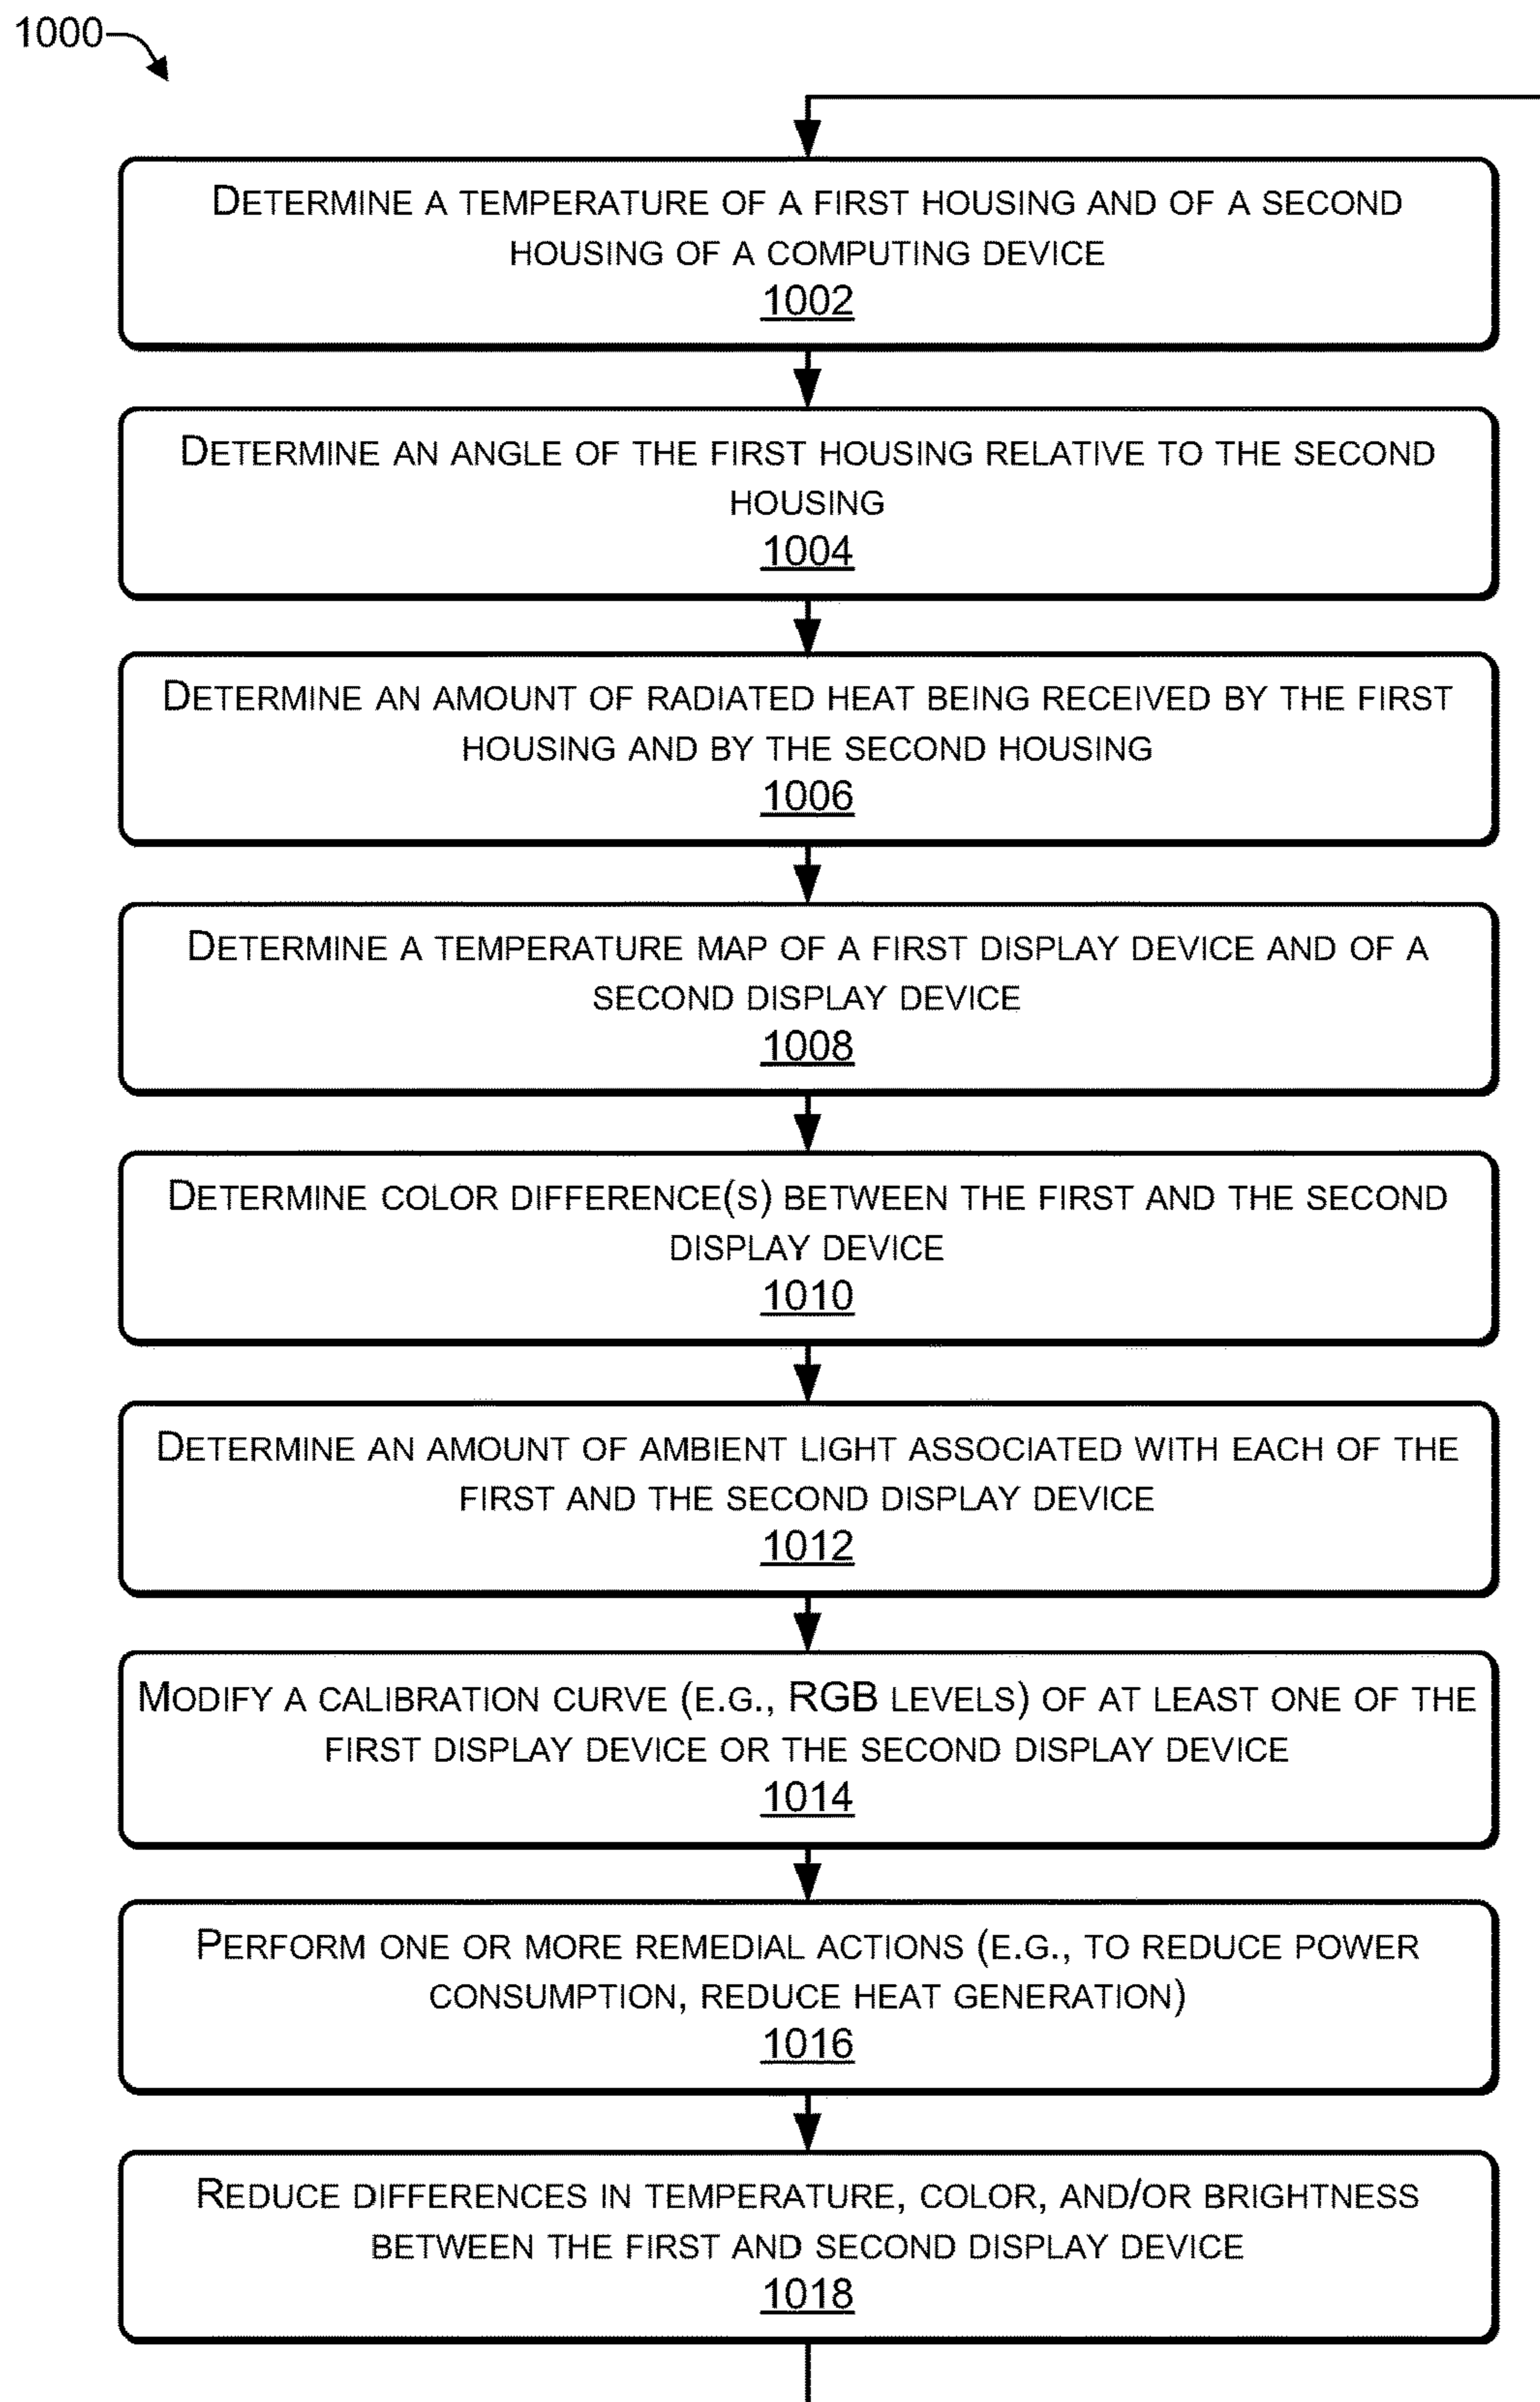 1000
DETERMINE A TEMPERATURE OF A FIRST HOUSING AND OF A SECOND
HOUSING OF A COMPUTING DEVICE
1002
DETERMINE AN ANGLE OF THE FIRST HOUSING RELATIVE TO THE SECOND
HOUSING
1004
DETERMINE AN AMOUNT OF RADIATED HEAT BEING RECEIVED BY THE FIRST
HOUSING AND BY THE SECOND HOUSING
1006
DETERMINE A TEMPERATURE MAP OF A FIRST DISPLAY DEVICE AND OF A
SECOND DISPLAY DEVICE
1008
DETERMINE COLOR DIFFERENCE(S) BETWEEN THE FIRST AND THE SECOND
DISPLAY DEVICE
1010
DETERMINE AN AMOUNT OF AMBIENT LIGHT ASSOCIATED WITH EACH OF THE
FIRST AND THE SECOND DISPLAY DEVICE
1012
MODIFY A CALIBRATION CURVE (E.G., RGB LEVELS) OF AT LEAST ONE OF THE
FIRST DISPLAY DEVICE OR THE SECOND DISPLAY DEVICE
1014
PERFORM ONE OR MORE REMEDIAL ACTIONS (E.G., TO REDUCE POWER
CONSUMPTION, REDUCE HEAT GENERATION)
1016
REDUCE DIFFERENCES IN TEMPERATURE, COLOR, AND/OR BRIGHTNESS
BETWEEN THE FIRST AND SECOND DISPLAY DEVICE
1018